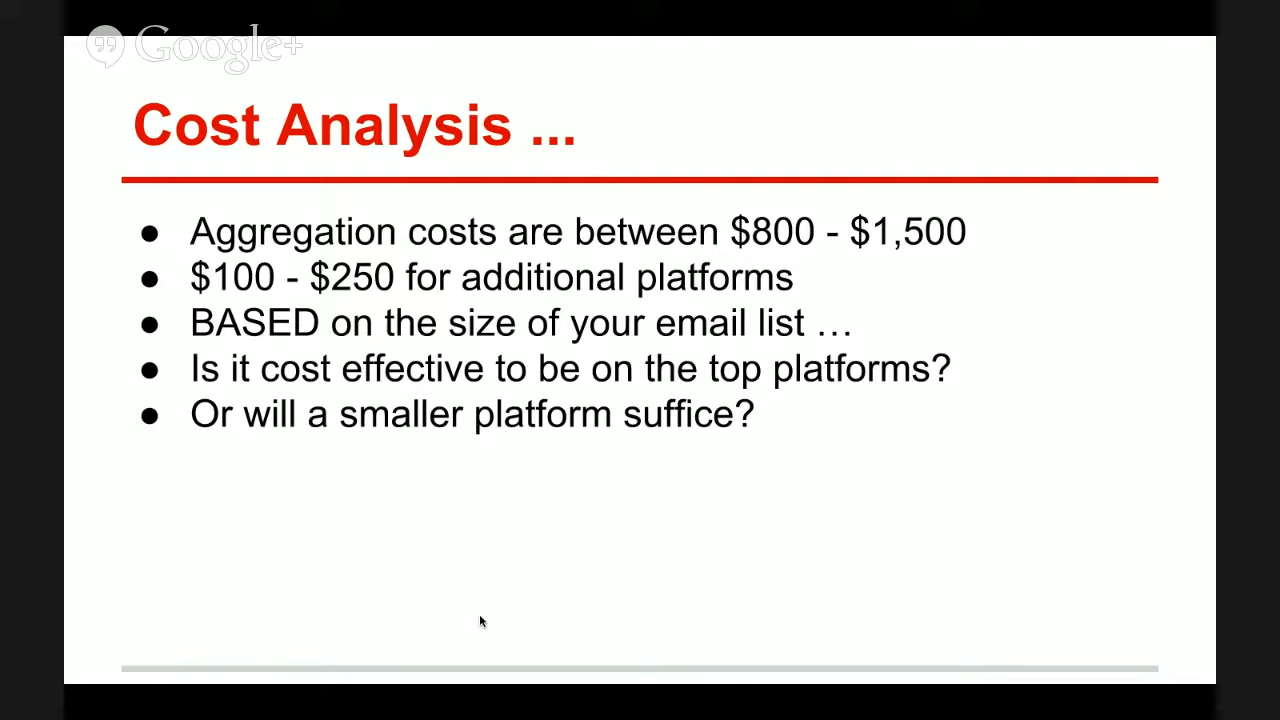 Google+
Cost Analysis ...
● Aggregation costs are between $800 - $1,500
● $100 - $250 for additional platforms
● BASED on the size of your email list …
● Is it cost effective to be on the top platforms?
● Or will a smaller platform suffice?